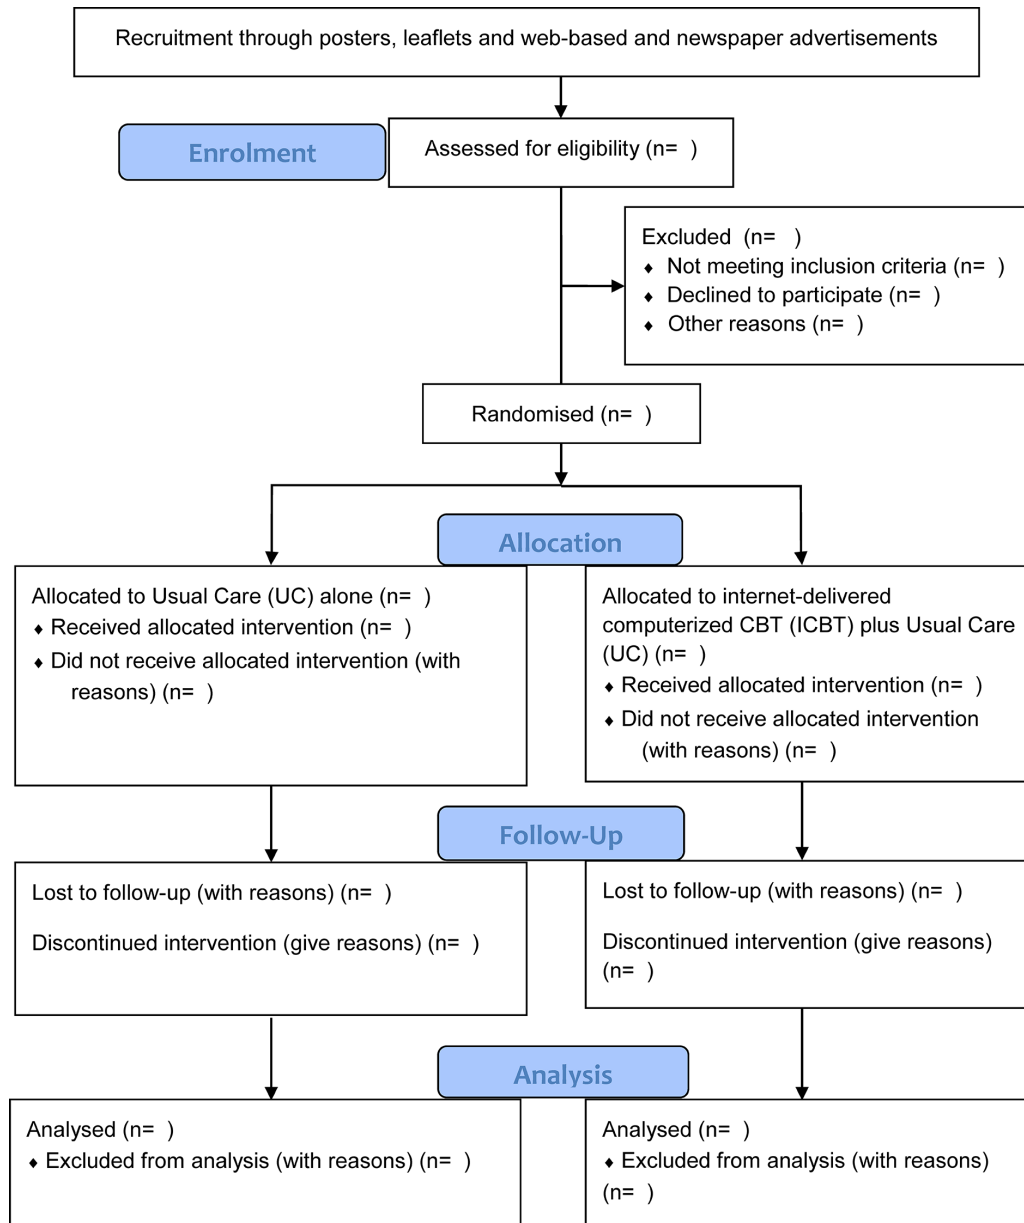 Recruitment through posters, leaflets and web-based and newspaper advertisements
Enrolment
Assessed for eligibility (n=  )
Excluded  (n=   )
♦ Not meeting inclusion criteria (n=  )
♦ Declined to participate (n=  )
♦ Other reasons (n=  )
Randomised (n=  )
Allocation
Allocated to Usual Care (UC) alone (n=  )
♦ Received allocated intervention (n=  )
♦ Did not receive allocated intervention (with
reasons) (n=  )
Allocated to internet-delivered
computerized CBT (ICBT) plus Usual Care
(UC) (n=  )
♦ Received allocated intervention (n=  )
♦ Did not receive allocated intervention
(with reasons) (n=  )
Follow-Up
Lost to follow-up (with reasons) (n=  )
Discontinued intervention (give reasons) (n=  )
Lost to follow-up (with reasons) (n=  )
Discontinued intervention (give reasons)
(n=  )
Analysis
Analysed (n=  )
♦ Excluded from analysis (with reasons) (n=  )
Analysed (n=  )
♦ Excluded from analysis (with reasons)
(n=  )